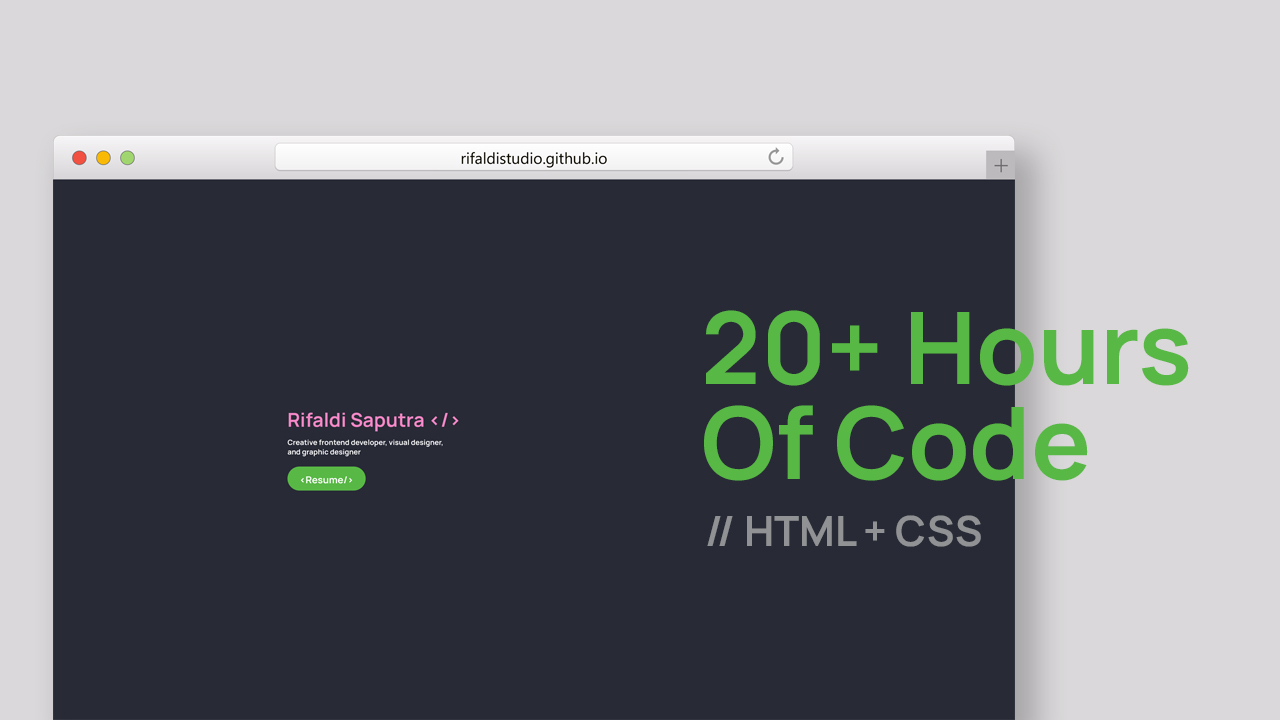 rifaldistudio.github.io
Rifaldi Saputra </>
Creative frontend developer, visual designer,
and graphic designer
<Resume/>
20+ Hours
Of Code
// HTML + CSS